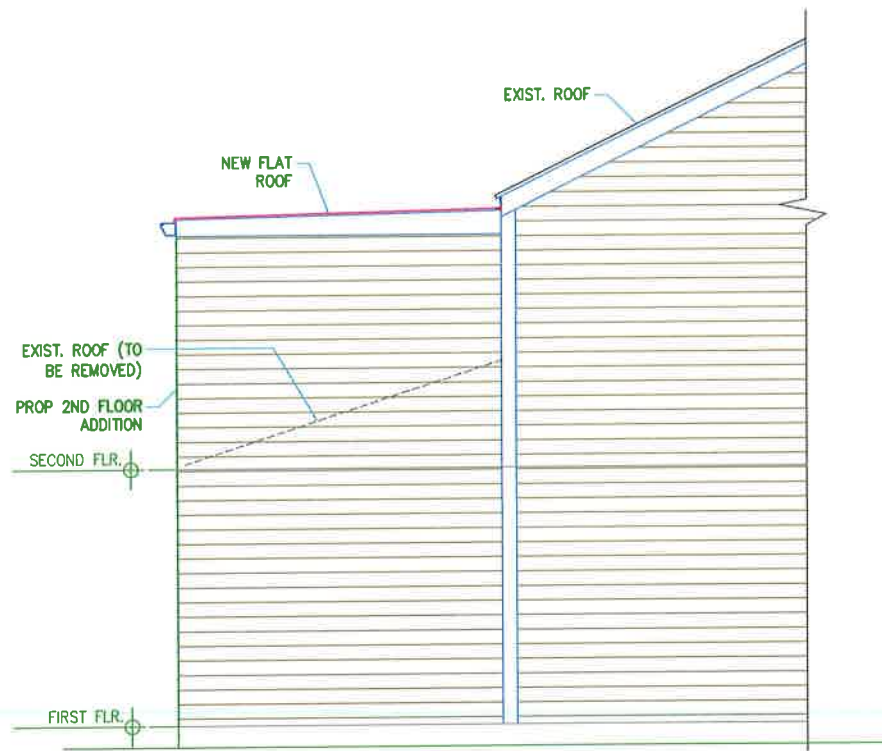 EXIST. ROOF
NEW FLAT
ROOF
EXIST. ROOF (TO
BE REMOVED)
PROP 2ND FLOOR
ADDITION
SECOND FLR.
FIRST FLR.